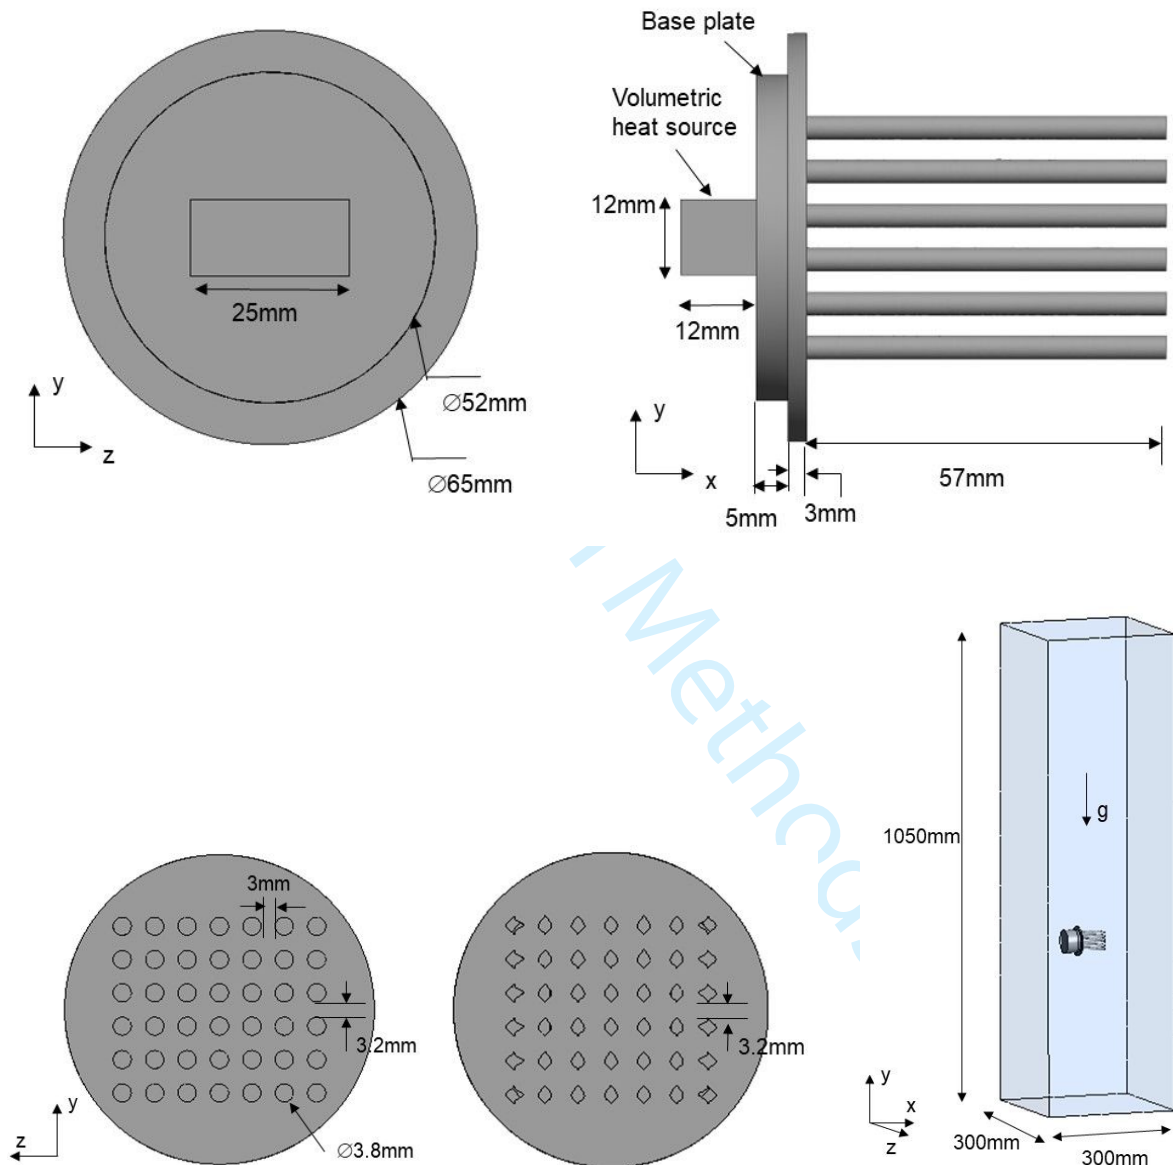 Base plate
Volumetric
heat source
12mm
12mm
25mm
∅52mm
∅65mm
y
z
y
x
5mm
3mm
57mm
Method
3mm
3.2mm
∅3.8mm
y
z
3.2mm
1050mm
g
y
x
z
300mm
300mm